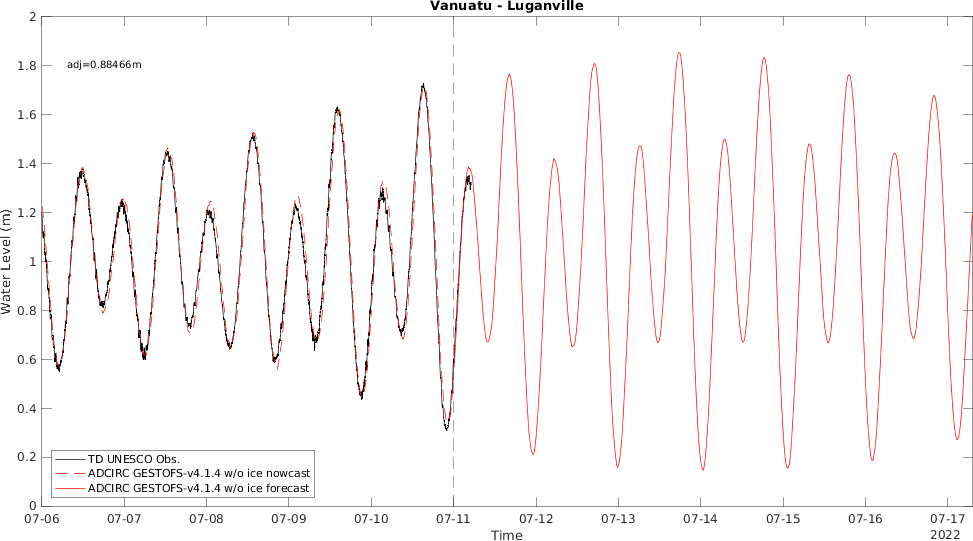 Vanuatu - Luganville
2
1.8
1.6
1.4
1.2
1
0.8
0.6
0.4
0.2
0
Water Level (m)
adj=0.88466m
TD UNESCO Obs.
ADCIRC GESTOFS-v4.1.4 w/o ice nowcast
ADCIRC GESTOFS-v4.1.4 w/o ice forecast
07-06 07-07 07-08 07-09 07-10 07-11 07-12 07-13 07-14 07-15 07-16 07-17
Time
2022